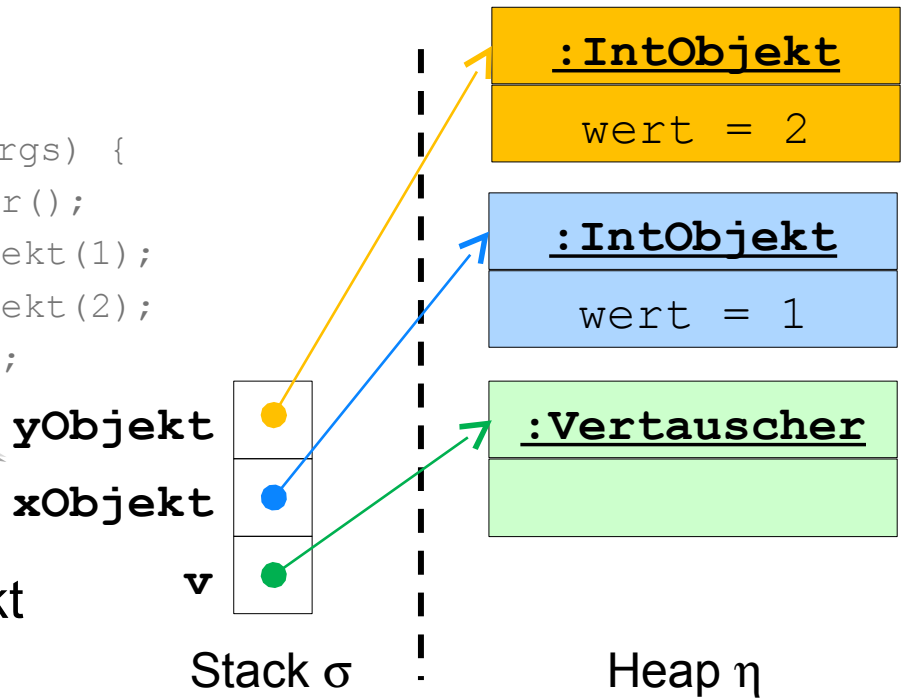 :IntObjekt
wert = 2
rgs) {
r();
ekt(1);
ekt(2);
;
:IntObjekt
wert = 1
yObjekt
xObjekt
v
:Vertauscher
kt
Stack σ
Heap η